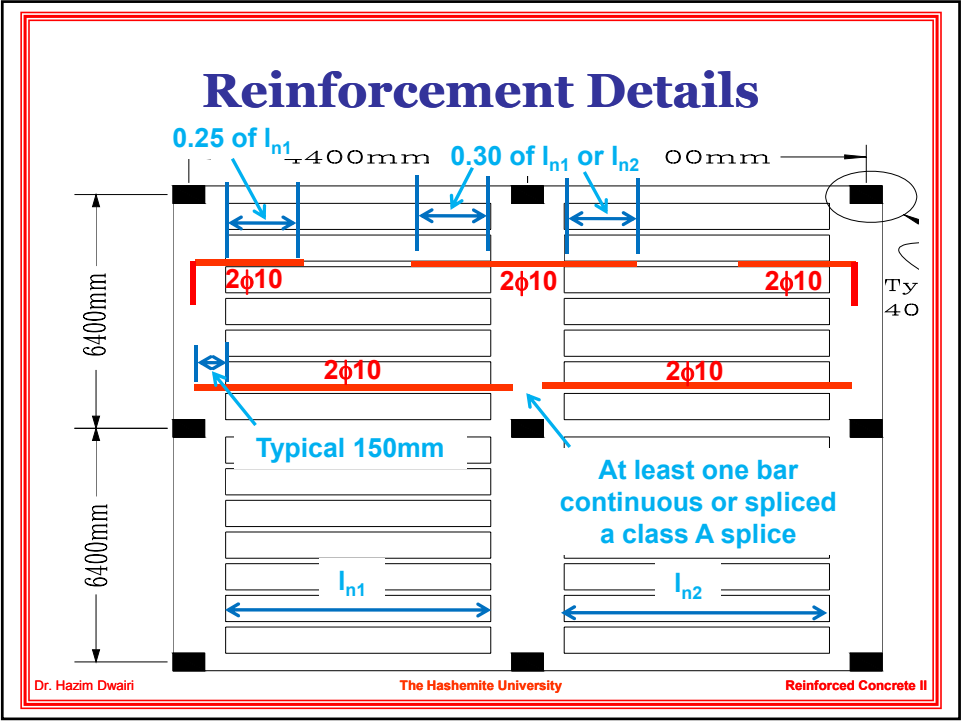 Reinforcement Details
0.25 of ln1
4400mm
0.30 of ln1 or ln2
00mm
6400mm
2ϕ10
2ϕ10
2ϕ10
Ty
40
2ϕ10
2ϕ10
Typical 150mm
At least one bar
continuous or spliced
a class A splice
6400mm
ln1
ln2
Dr. Hazim Dwairi
The Hashemite University
Reinforced Concrete II